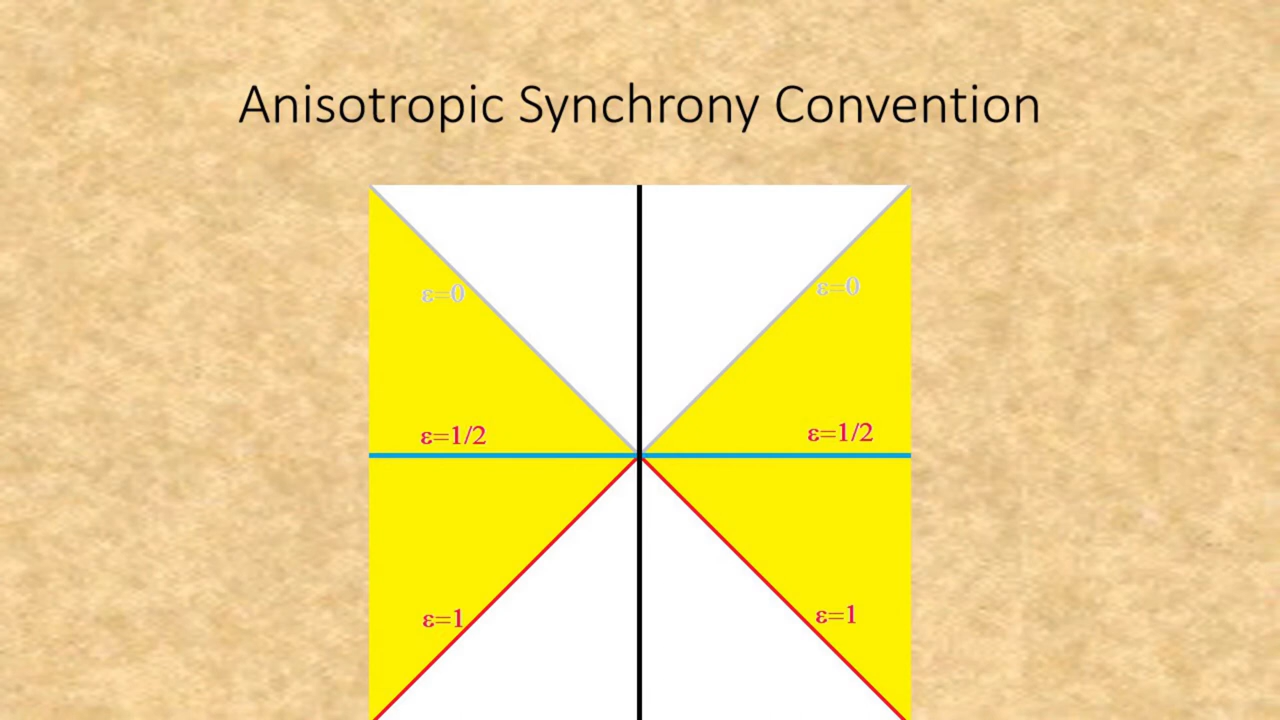 Anisotropic Synchrony Convention
ε=0
ε=0
ε=1/2
ε=1/2
ε=1
ε=1